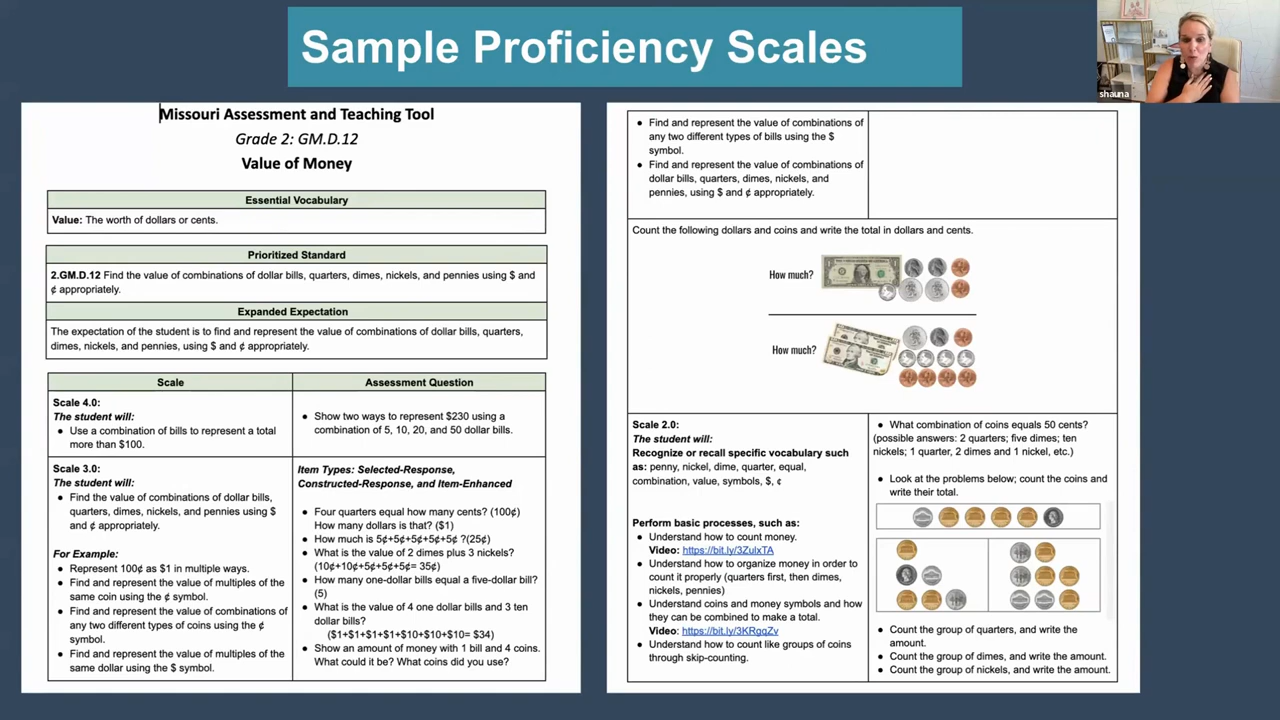 Sample Proficiency Scales
shauna
Missouri Assessment and Teaching Tool
Grade 2: GM.D.12
Value of Money
Essential Vocabulary
Value: The worth of dollars or cents.
Prioritized Standard
2.GM.D.12 Find the value of combinations of dollar bills, quarters, dimes, nickels, and pennies using $ and
¢ appropriately.
Expanded Expectation
The expectation of the student is to find and represent the value of combinations of dollar bills, quarters,
dimes, nickels, and pennies, using $ and ¢ appropriately.
Scale
Assessment Question
Scale 4.0:
The student will:
● Use a combination of bills to represent a total
more than $100.
● Show two ways to represent $230 using a
combination of 5, 10, 20, and 50 dollar bills.
Scale 3.0:
The student will:
● Find the value of combinations of dollar bills,
quarters, dimes, nickels, and pennies using $
and ¢ appropriately.
For Example:
● Represent 100¢ as $1 in multiple ways.
● Find and represent the value of multiples of the
same coin using the ¢ symbol.
● Find and represent the value of combinations of
any two different types of coins using the ¢
symbol.
● Find and represent the value of multiples of the
same dollar using the $ symbol.
Item Types: Selected-Response,
Constructed-Response, and Item-Enhanced
● Four quarters equal how many cents? (100¢)
How many dollars is that? ($1)
● How much is 5¢+5¢+5¢+5¢+5¢ ?(25¢)
● What is the value of 2 dimes plus 3 nickels?
(10¢+10¢+5¢+5¢+5¢= 35¢)
● How many one-dollar bills equal a five-dollar bill?
(5)
● What is the value of 4 one dollar bills and 3 ten
dollar bills?
($1+$1+$1+$1+$10+$10+$10= $34)
● Show an amount of money with 1 bill and 4 coins.
What could it be? What coins did you use?
● Find and represent the value of combinations of
any two different types of bills using the $
symbol.
● Find and represent the value of combinations of
dollar bills, quarters, dimes, nickels, and
pennies, using $ and ¢ appropriately.
Count the following dollars and coins and write the total in dollars and cents.
How much?
How much?
Scale 2.0:
The student will:
Recognize or recall specific vocabulary such
as: penny, nickel, dime, quarter, equal,
combination, value, symbols, $, ¢
Perform basic processes, such as:
● Understand how to count money.
Video: https://bit.ly/3ZulxTA
● Understand how to organize money in order to
count it properly (quarters first, then dimes,
nickels, pennies)
● Understand coins and money symbols and how
they can be combined to make a total.
Video: https://bit.ly/3KRgqZv
● Understand how to count like groups of coins
through skip-counting.
● What combination of coins equals 50 cents?
(possible answers: 2 quarters; five dimes; ten
nickels; 1 quarter, 2 dimes and 1 nickel, etc.)
● Look at the problems below; count the coins and
write their total.
● Count the group of quarters, and write the
amount.
● Count the group of dimes, and write the amount.
● Count the group of nickels, and write the amount.